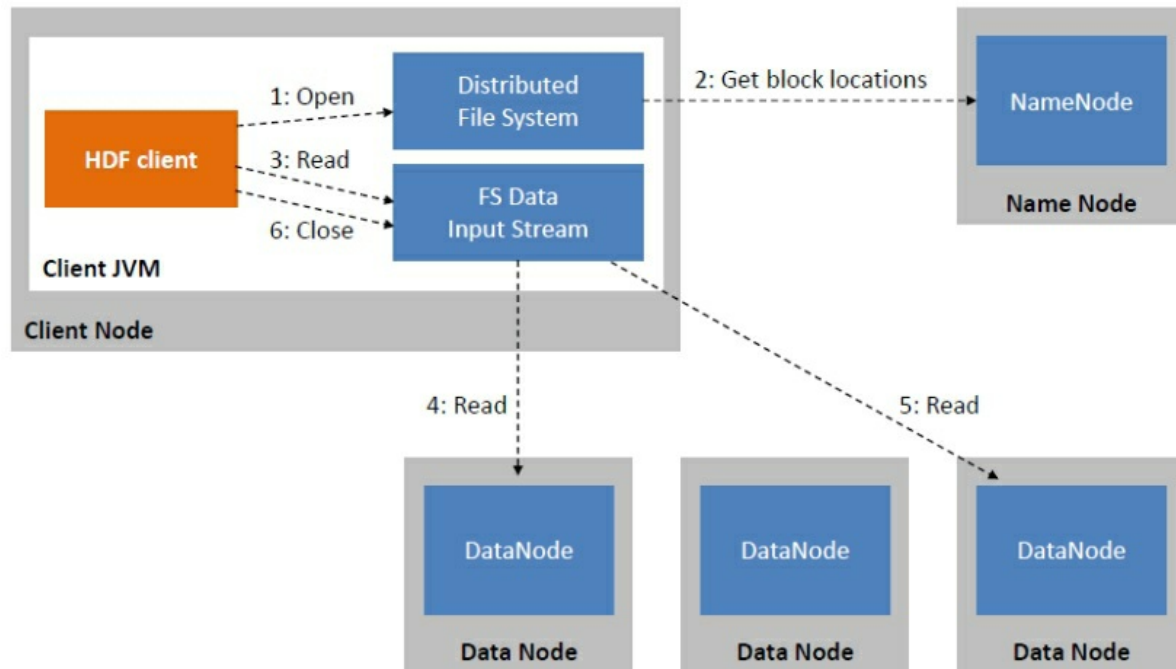 Distributed
File System
1: Open
2: Get block locations
NameNode
HDF client
3: Read
FS Data
Input Stream
6: Close
Name Node
Client JVM
Client Node
4: Read
5: Read
DataNode
DataNode
DataNode
Data Node
Data Node
Data Node